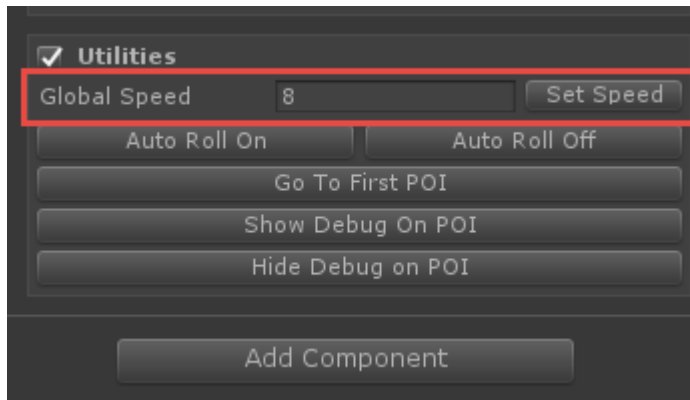 Utilities
Global Speed 8 Set Speed
Auto Roll On Auto Roll Off
Go To First POI
Show Debug On POI
Hide Debug on POI
Add Component